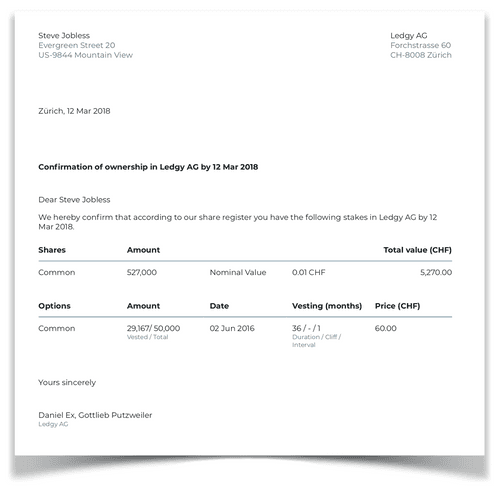 Steve Jobless
Evergreen Street 20
US-9844 Mountain View
Ledgy AG
Forchstrasse 60
CH-8008 Zürich
Zürich, 12 Mar 2018
Confirmation of ownership in Ledgy AG by 12 Mar 2018
Dear Steve Jobless
We hereby confirm that according to our share register you have the following stakes in Ledgy AG by 12
Mar 2018.
Shares Amount Total value (CHF)
Common 527,000 Nominal Value 0.01 CHF 5,270.00
Options Amount Date Vesting (months) Price (CHF)
Common 29,167/ 50,000 02 Jun 2016 36 / - / 1 60.00
Vested / Total Duration / Cliff /
Interval
Yours sincerely
Daniel Ex, Gottlieb Putzweiler
Ledgy AG